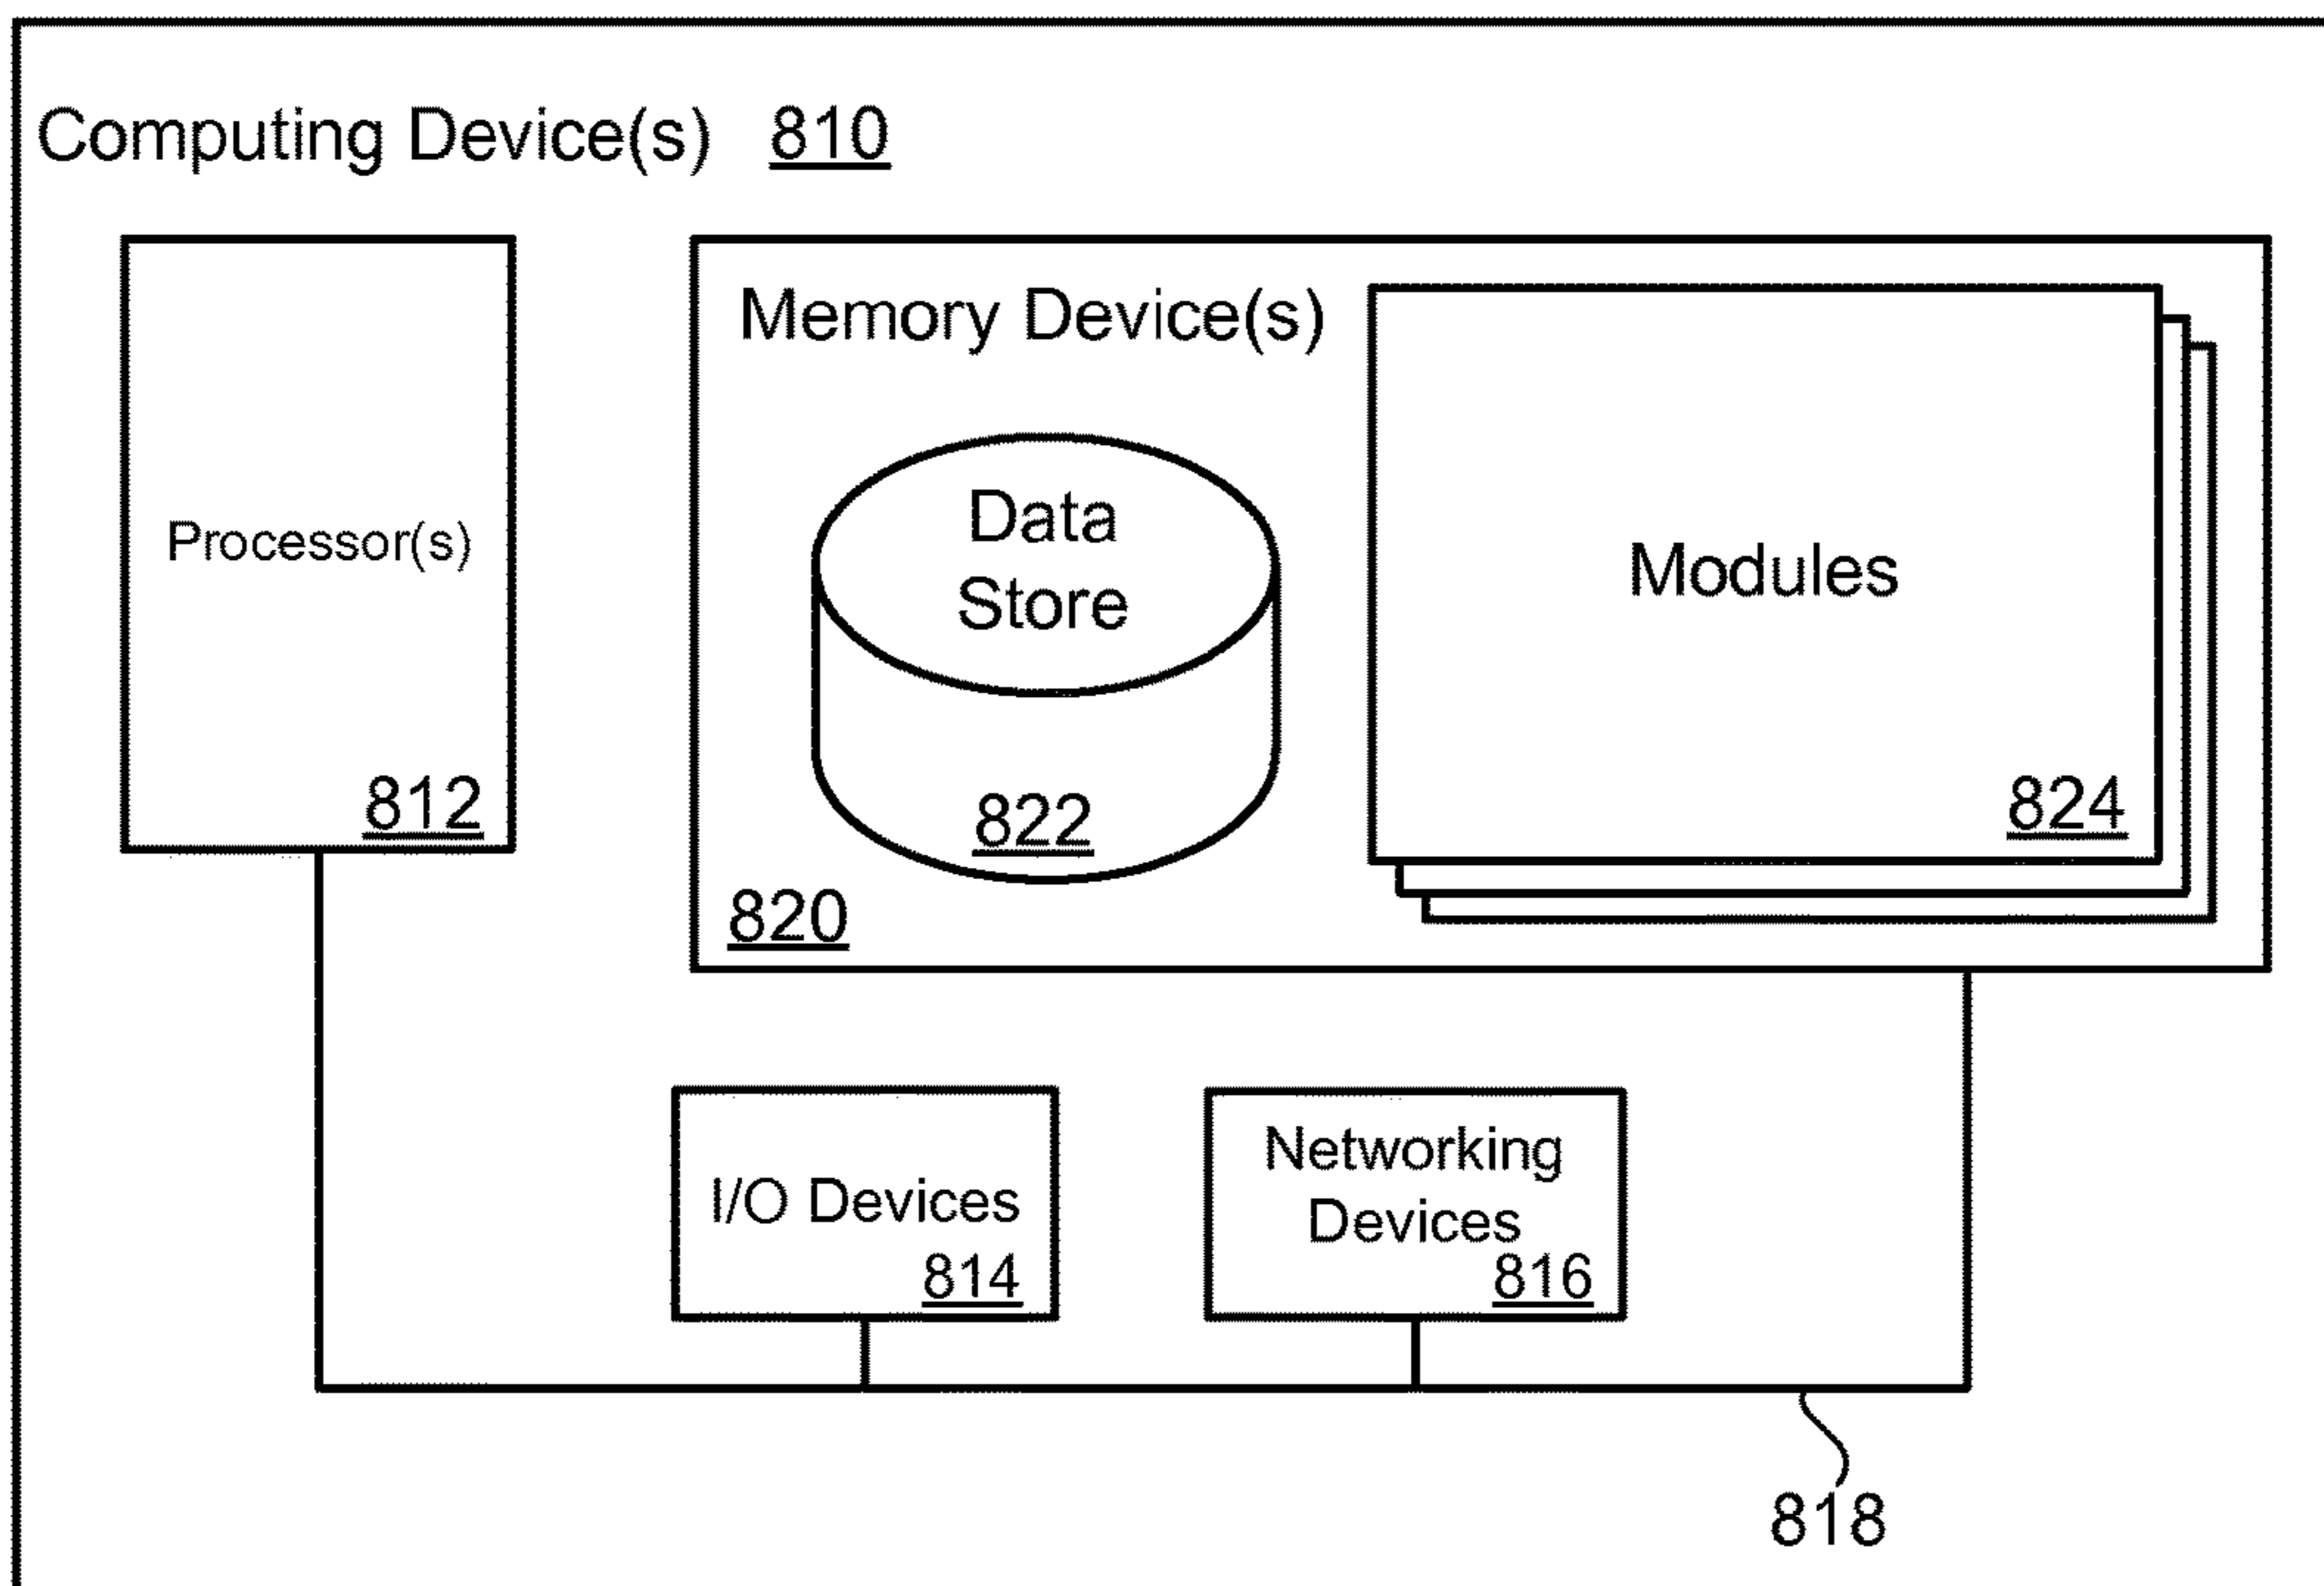 Computing Device(s) 810
Processor(s)
812
Memory Device(s)
Data
Store
822
820
Modules
824
I/O Devices
814
Networking
Devices
816
818